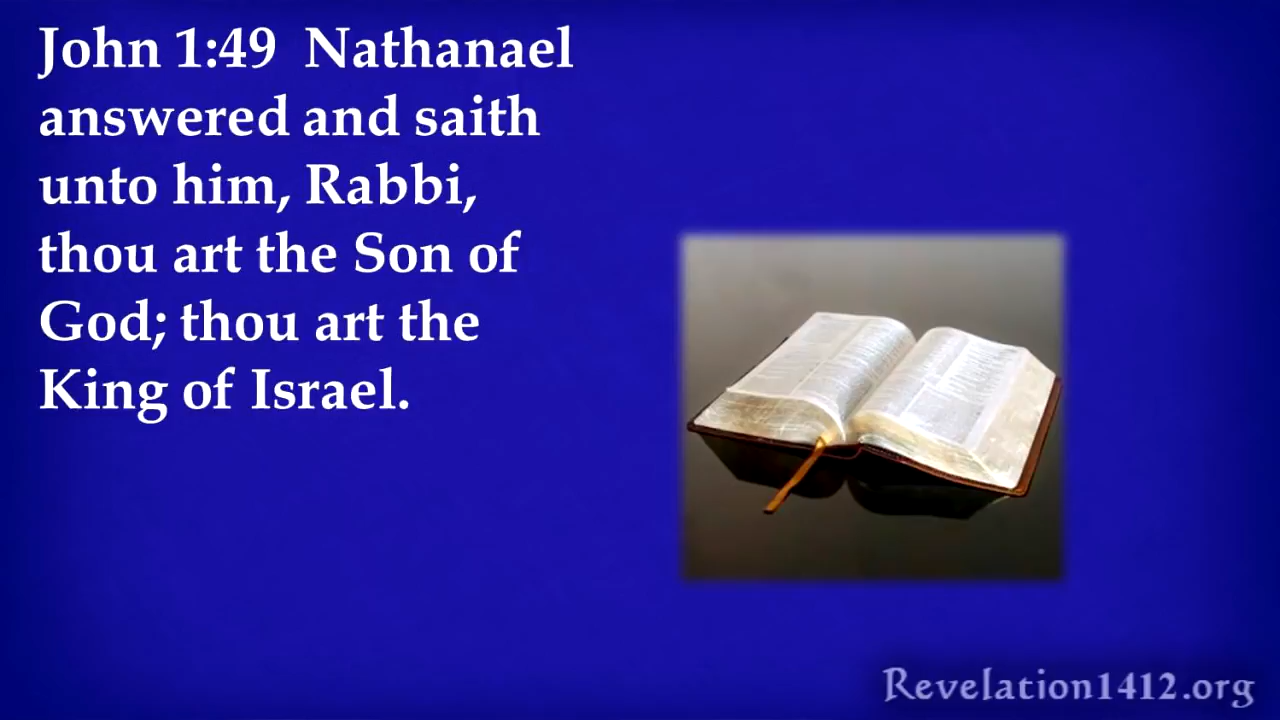 John 1:49  Nathanael
answered and saith
unto him, Rabbi,
thou art the Son of
God; thou art the
King of Israel.
Revelation1412.org